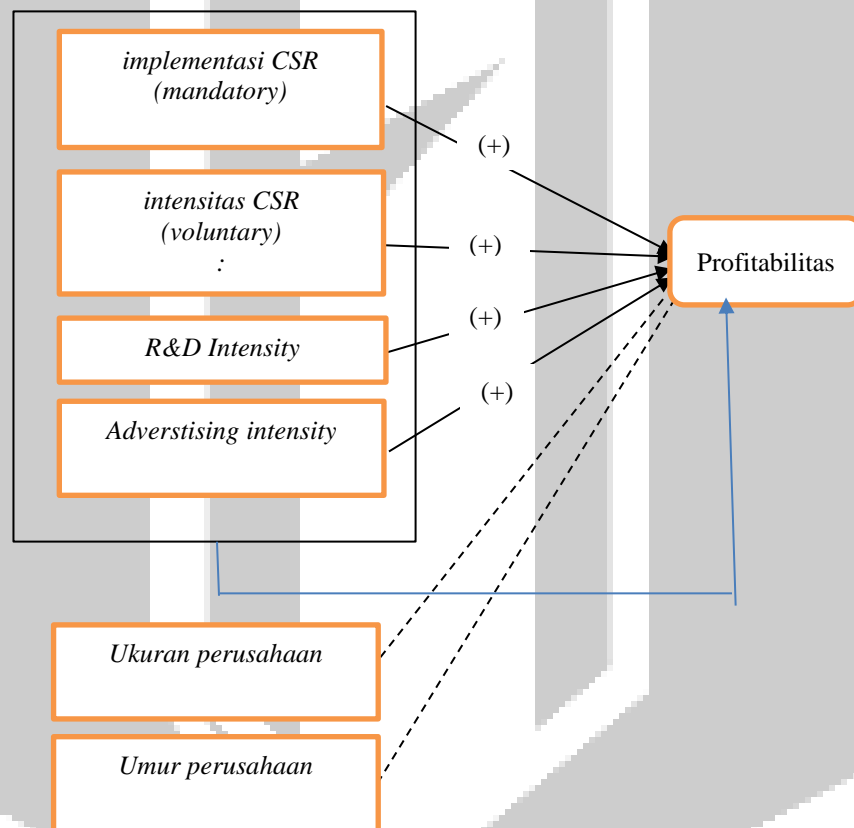 implementasi CSR
(mandatory)
(+)
intensitas CSR
(voluntary)
:
(+)
Profitabilitas
R&D Intensity
(+)
Adverstising intensity
(+)
Ukuran perusahaan
Umur perusahaan